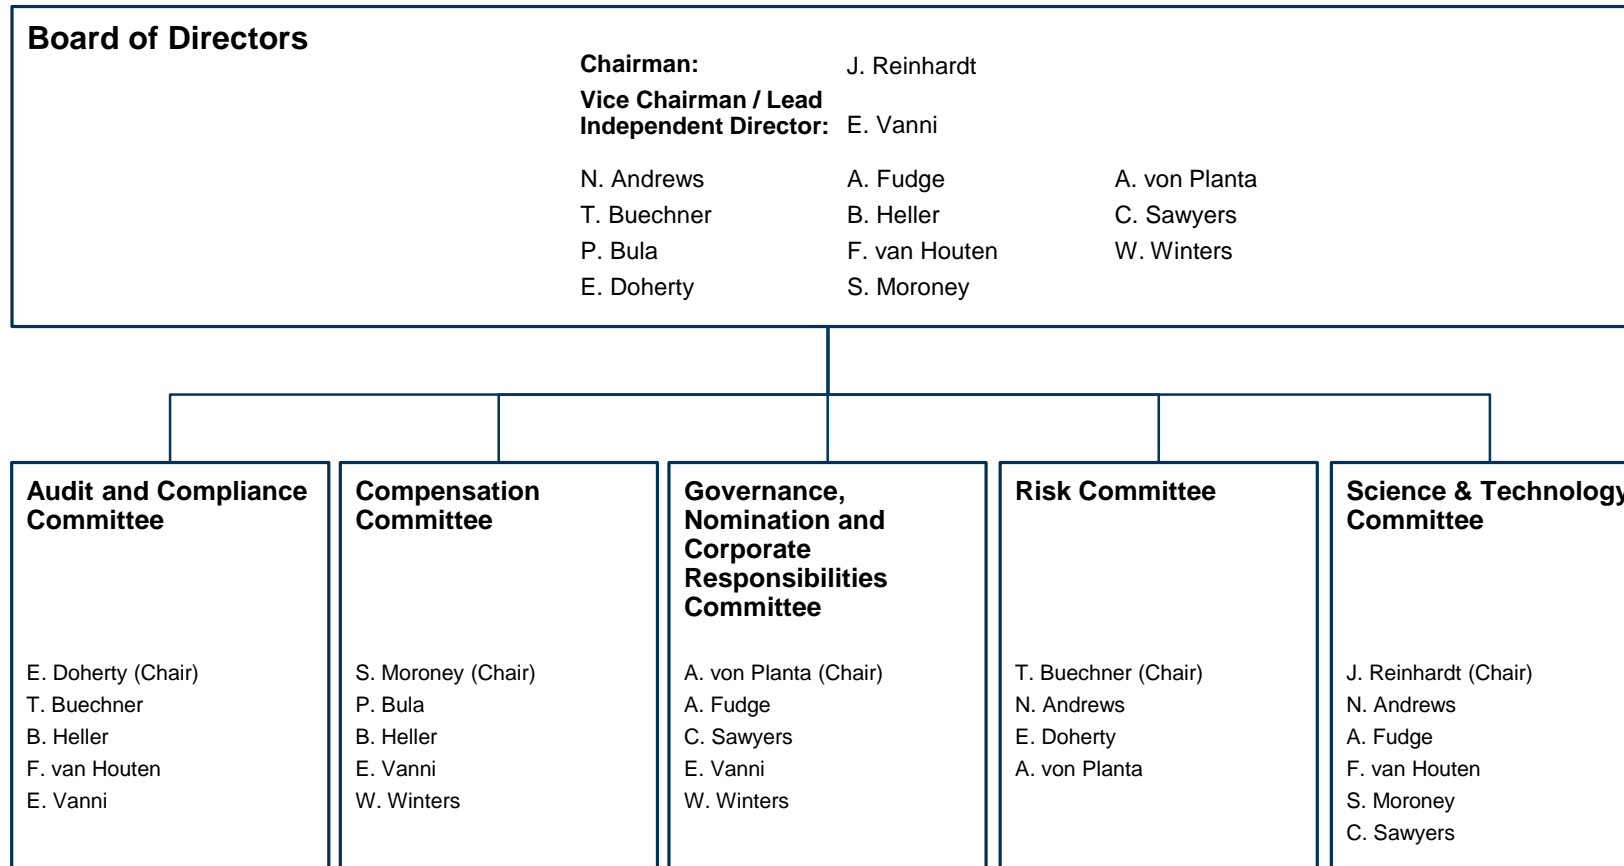 Board of Directors
Chairman: J. Reinhardt
Vice Chairman / Lead
Independent Director: E. Vanni
N. Andrews A. Fudge A. von Planta
T. Buechner B. Heller C. Sawyers
P. Bula F. van Houten W. Winters
E. Doherty S. Moroney
Audit and Compliance
Committee
E. Doherty (Chair)
T. Buechner
B. Heller
F. van Houten
E. Vanni
Compensation
Committee
S. Moroney (Chair)
P. Bula
B. Heller
E. Vanni
W. Winters
Governance,
Nomination and
Corporate
Responsibilities
Committee
A. von Planta (Chair)
A. Fudge
C. Sawyers
E. Vanni
W. Winters
Risk Committee
T. Buechner (Chair)
N. Andrews
E. Doherty
A. von Planta
Science & Technology
Committee
J. Reinhardt (Chair)
N. Andrews
A. Fudge
F. van Houten
S. Moroney
C. Sawyers